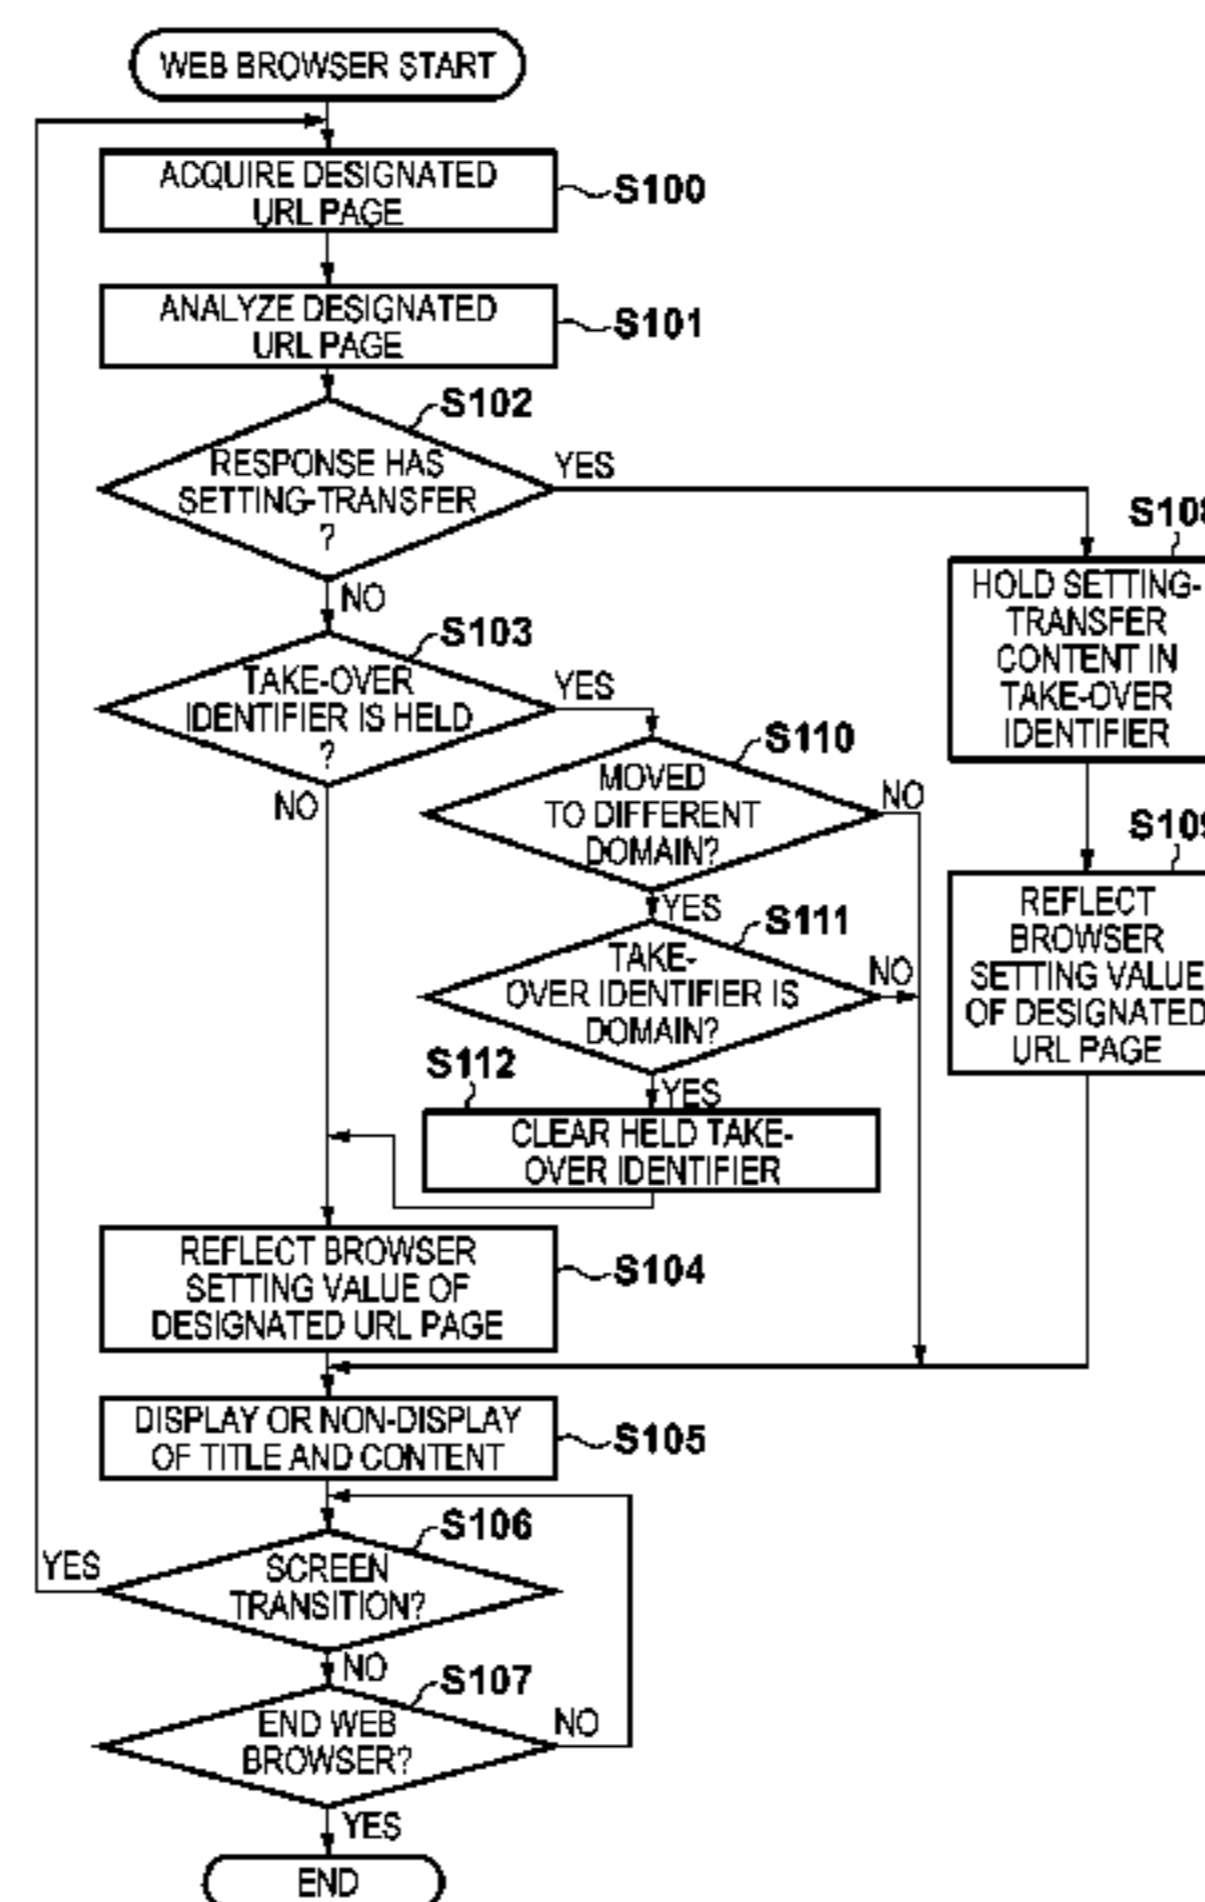 WEB BROWSER START
ACQUIRE DESIGNATED
URL PAGE
S100
ANALYZE DESIGNATED
URL PAGE
S101
S102
RESPONSE HAS
SETTING-TRANSFER
?
YES
NO
S108
HOLD SETTING-
TRANSFER
CONTENT IN
TAKE-OVER
IDENTIFIER
S103
TAKE-OVER
IDENTIFIER IS HELD
?
YES
NO
S110
MOVED
TO DIFFERENT
DOMAIN?
NO
YES
S109
REFLECT
BROWSER
SETTING VALUE
OF DESIGNATED
URL PAGE
S111
TAKE-
OVER IDENTIFIER IS
DOMAIN?
NO
YES
S112
CLEAR HELD TAKE-
OVER IDENTIFIER
REFLECT BROWSER
SETTING VALUE OF
DESIGNATED URL PAGE
S104
DISPLAY OR NON-DISPLAY
OF TITLE AND CONTENT
S105
S106
SCREEN
TRANSITION?
YES
NO
S107
END WEB
BROWSER?
NO
YES
END